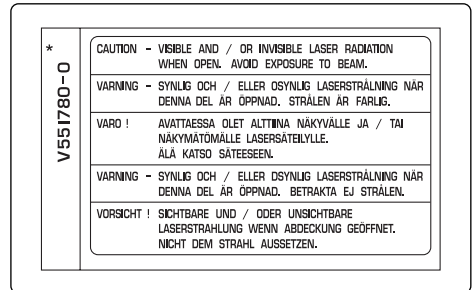 *
V551780-0
CAUTION - VISIBLE AND / OR INVISIBLE LASER RADIATION
WHEN OPEN. AVOID EXPOSURE TO BEAM.
VARNING - SYNLIG OCH / ELLER OSYNLIG LASERSTRÅLNING NÄR
DENNA DEL ÄR ÖPPNAD. STRÅLEN ÄR FARLIG.
VARO ! AVATTAESSA OLET ALTTIINA NÄKYVÄLLE JA / TAI
NÄKYMÄTÖMÄLLE LASERSÄTEILYLLE.
ÄLÄ KATSO SÄTEESEEN.
VARNING - SYNLIG OCH / ELLER DSYNLIG LASERSTRÅLNING NÄR
DENNA DEL ÄR ÖPPNAD. BETRAKTA EJ STRÅLEN.
VORSICHT ! SICHTBARE UND / ODER UNSICHTBARE
LASERSTRAHLUNG WENN ABDECKUNG GEÖFFNET.
NICHT DEM STRAHL AUSSETZEN.